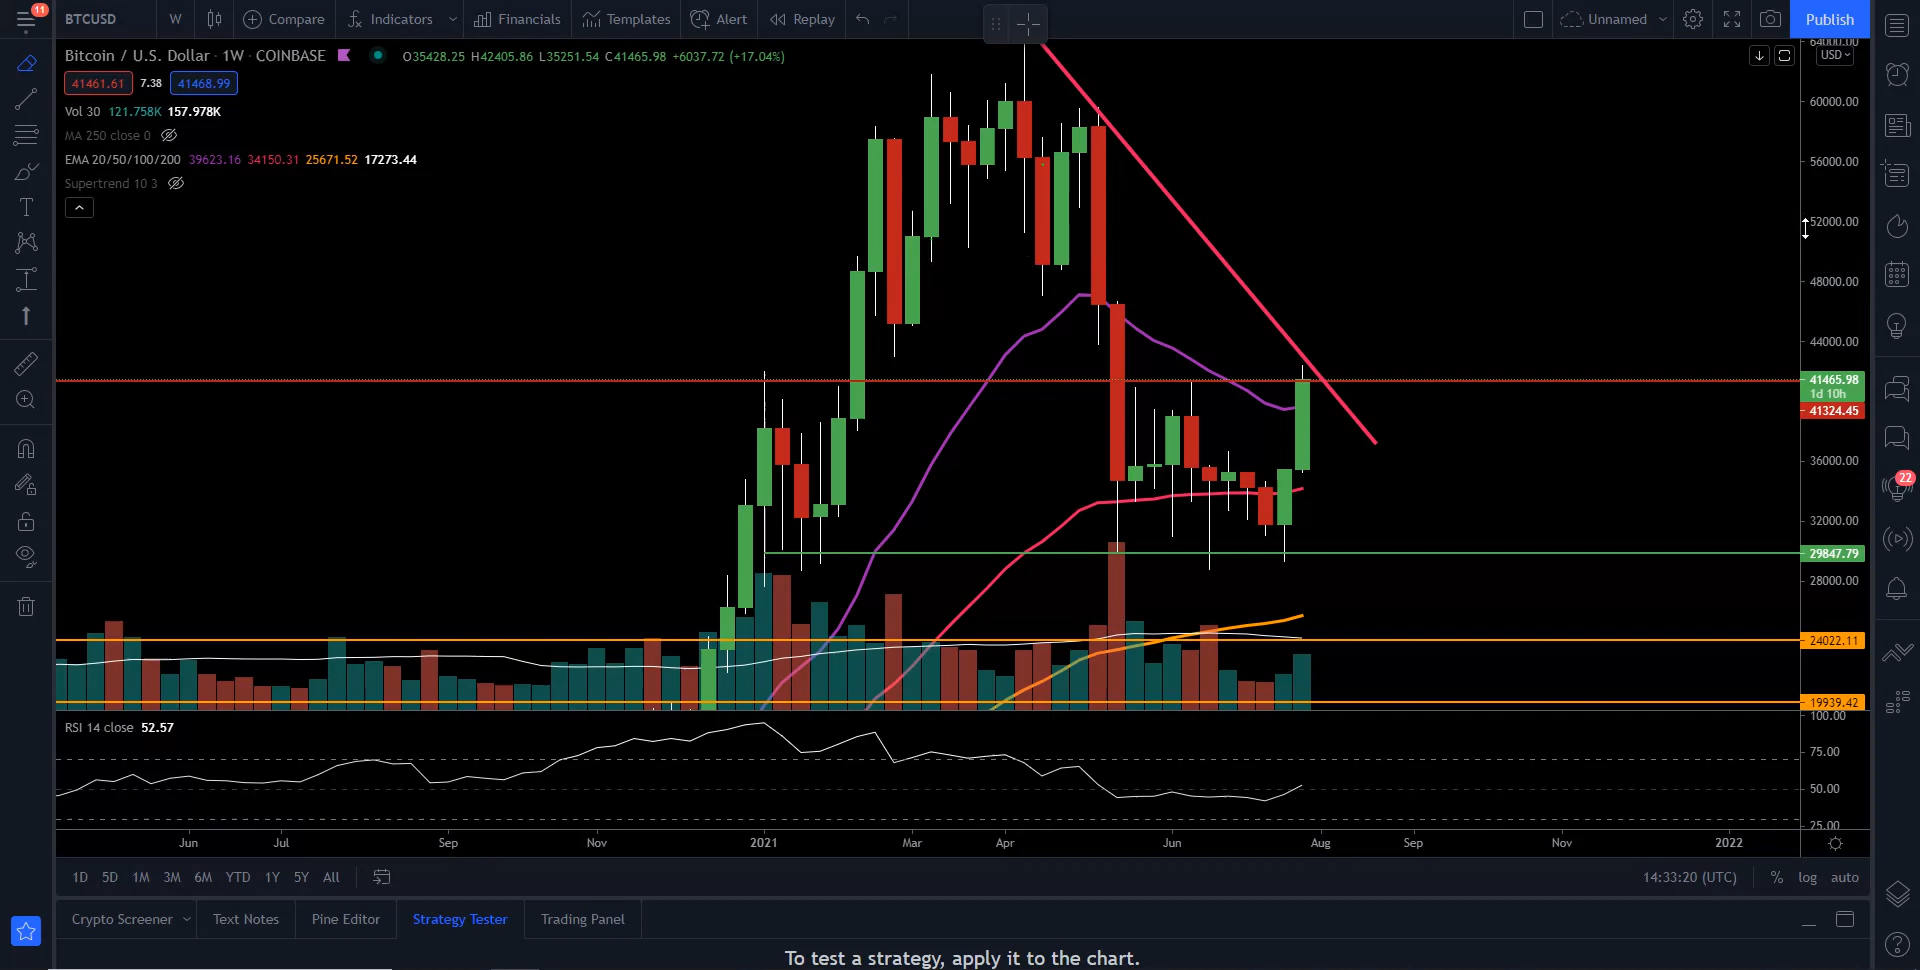 11
BTCUSD W Compare Indicators Financials Templates Alert Replay Unnamed Publish
Bitcoin / U.S. Dollar · 1W · COINBASE O35428.25 H42405.86 L35251.54 C41465.98 +6037.72 (+17.04%)
41461.61 7.38 41468.99
Vol 30 121.758K 157.978K
MA 250 close 0
EMA 20/50/100/200 39623.16 34150.31 25671.52 17273.44
Supertrend 10 3
64000.00
USD
60000.00
56000.00
52000.00
48000.00
44000.00
41465.98
1d 10h
41324.45
36000.00
32000.00
29847.79
28000.00
24022.11
19939.42
22
RSI 14 close 52.57
100.00
75.00
50.00
25.00
Jun Jul Sep Nov 2021 Mar Apr Jun Aug Sep Nov 2022
1D 5D 1M 3M 6M YTD 1Y 5Y All 14:33:20 (UTC) % log auto
Crypto Screener Text Notes Pine Editor Strategy Tester Trading Panel
To test a strategy, apply it to the chart.